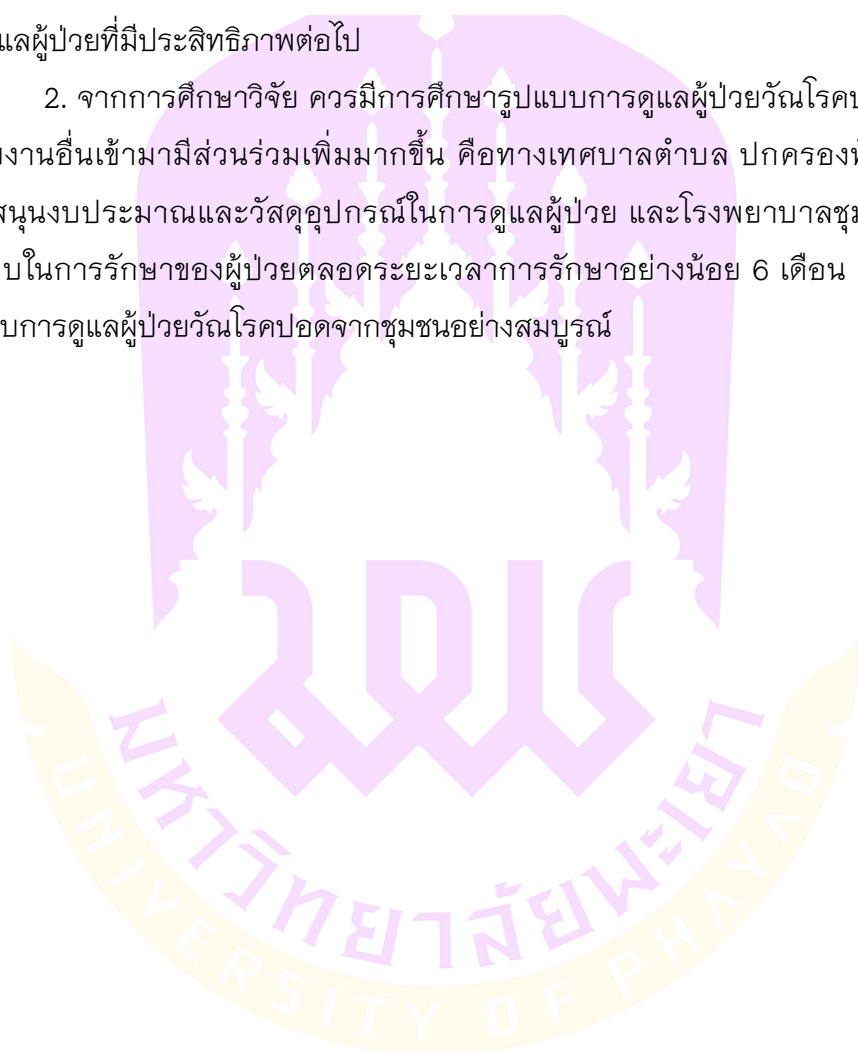 แลผู้ป่วยที่มีประสิทธิภาพต่อไป
2. จากการศึกษาวิจัย ควรมีการศึกษารูปแบบการดูแลผู้ป่วยวัณโรคป
งานอื่นเข้ามามีส่วนร่วมเพิ่มมากขึ้น คือทางเทศบาลตำบล ปกครองท้
สนุนงบประมาณและวัสดุอุปกรณ์ในการดูแลผู้ป่วย และโรงพยาบาลชุม
บในการรักษาของผู้ป่วยตลอดระยะเวลาการรักษาอย่างน้อย 6 เดือน
บการดูแลผู้ป่วยวัณโรคปอดจากชุมชนอย่างสมบูรณ์
มหาวิทยาลัยพะเยา
UNIVERSITY OF PHAYAO